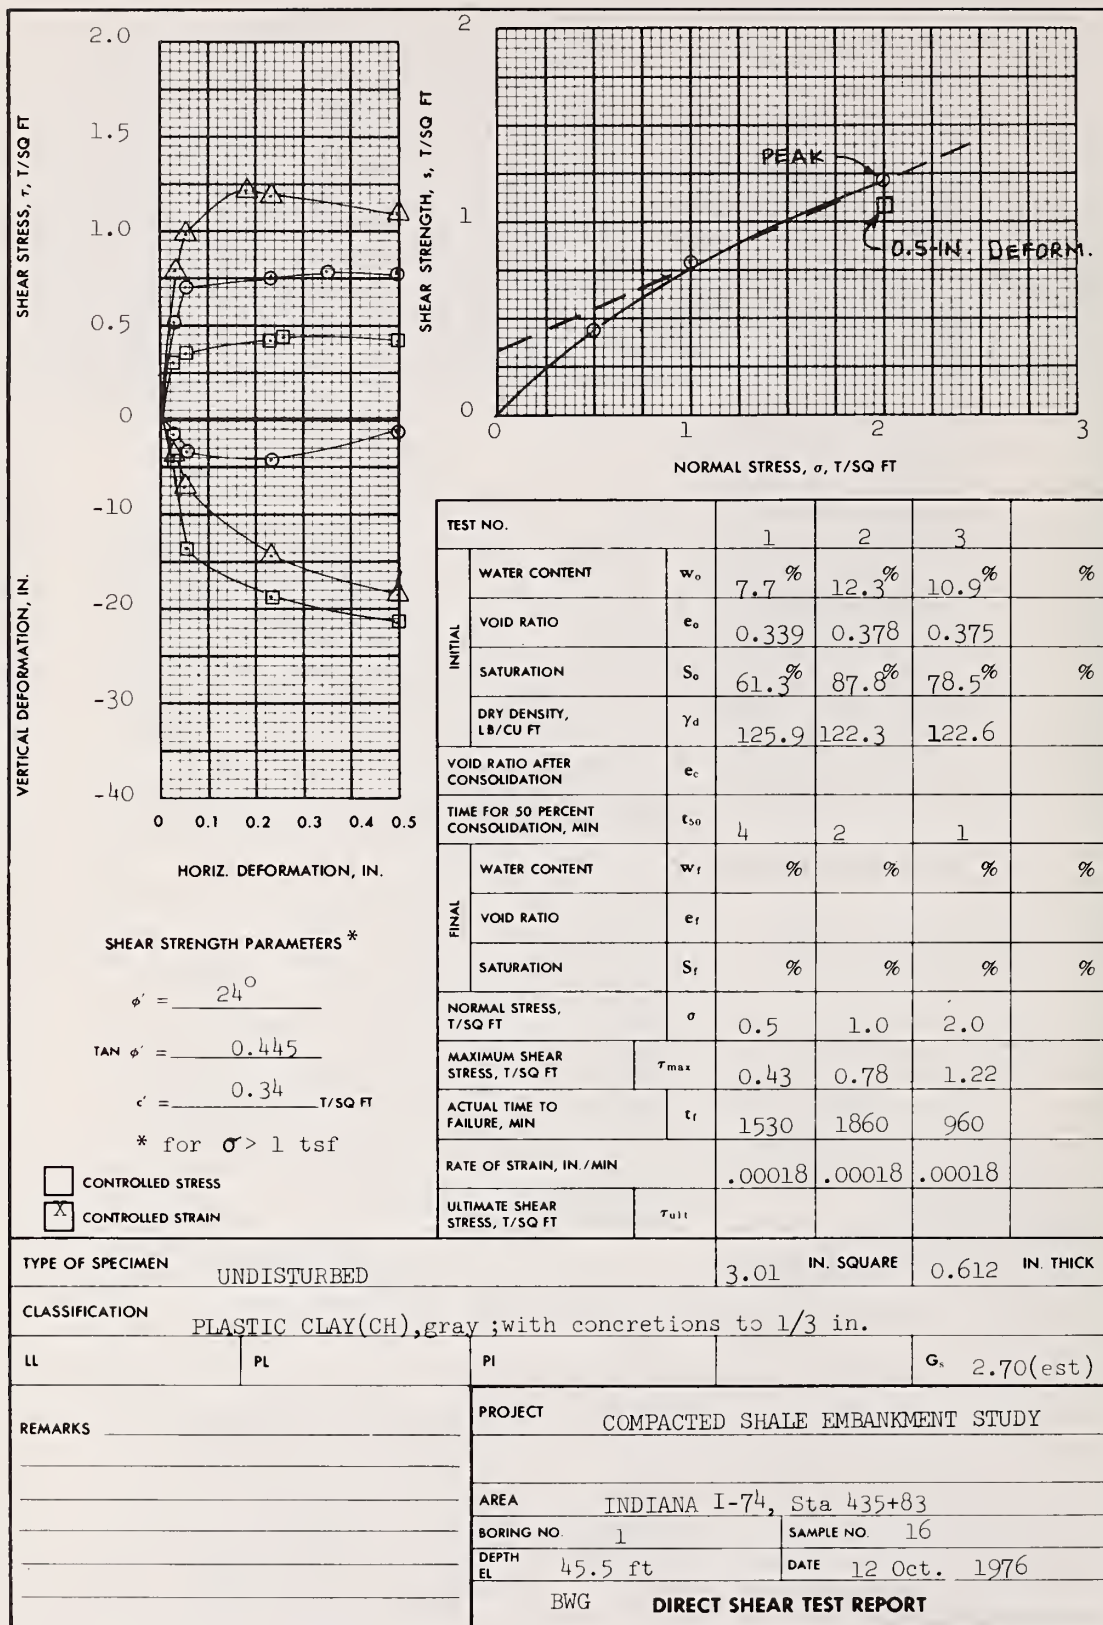 SHEAR STRESS, τ, T/SQ FT
2.0
1.5
1.0
0.5
0
-10
-20
-30
-40
VERTICAL DEFORMATION, IN.
0 0.1 0.2 0.3 0.4 0.5
HORIZ. DEFORMATION, IN.
SHEAR STRENGTH, s, T/SQ FT
2
1
0
PEAK
0.5-IN. DEFORM.
0 1 2 3
NORMAL STRESS, σ, T/SQ FT
SHEAR STRENGTH PARAMETERS *
φ' = 24°
TAN φ' = 0.445
c' = 0.34 T/SQ FT
* for σ > 1 tsf
CONTROLLED STRESS
X CONTROLLED STRAIN
TEST NO. 1 2 3
INITIAL
WATER CONTENT w₀ 7.7 % 12.3 % 10.9 % %
VOID RATIO e₀ 0.339 0.378 0.375
SATURATION S₀ 61.3 % 87.8 % 78.5 % %
DRY DENSITY, LB/CU FT γd 125.9 122.3 122.6
VOID RATIO AFTER CONSOLIDATION ec
TIME FOR 50 PERCENT CONSOLIDATION, MIN t50 4 2 1
FINAL
WATER CONTENT wf % % % %
VOID RATIO ef
SATURATION Sf % % % %
NORMAL STRESS, T/SQ FT σ 0.5 1.0 2.0
MAXIMUM SHEAR STRESS, T/SQ FT τmax 0.43 0.78 1.22
ACTUAL TIME TO FAILURE, MIN tf 1530 1860 960
RATE OF STRAIN, IN./MIN .00018 .00018 .00018
ULTIMATE SHEAR STRESS, T/SQ FT τult
TYPE OF SPECIMEN UNDISTURBED 3.01 IN. SQUARE 0.612 IN. THICK
CLASSIFICATION PLASTIC CLAY(CH),gray ;with concretions to 1/3 in.
LL PL PI Gs 2.70(est)
REMARKS
PROJECT COMPACTED SHALE EMBANKMENT STUDY
AREA INDIANA I-74, Sta 435+83
BORING NO. 1 SAMPLE NO. 16
DEPTH EL 45.5 ft DATE 12 Oct. 1976
BWG DIRECT SHEAR TEST REPORT